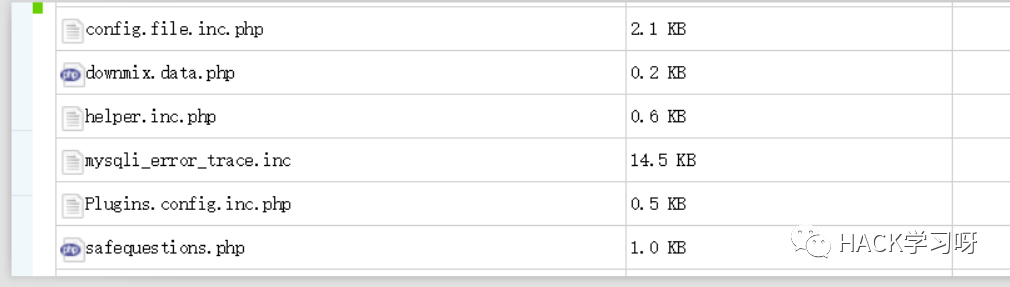 config.file.inc.php 2.1 KB
downmix.data.php 0.2 KB
helper.inc.php 0.6 KB
mysqli_error_trace.inc 14.5 KB
Plugins.config.inc.php 0.5 KB
safequestions.php 1.0 KB
HACK学习呀